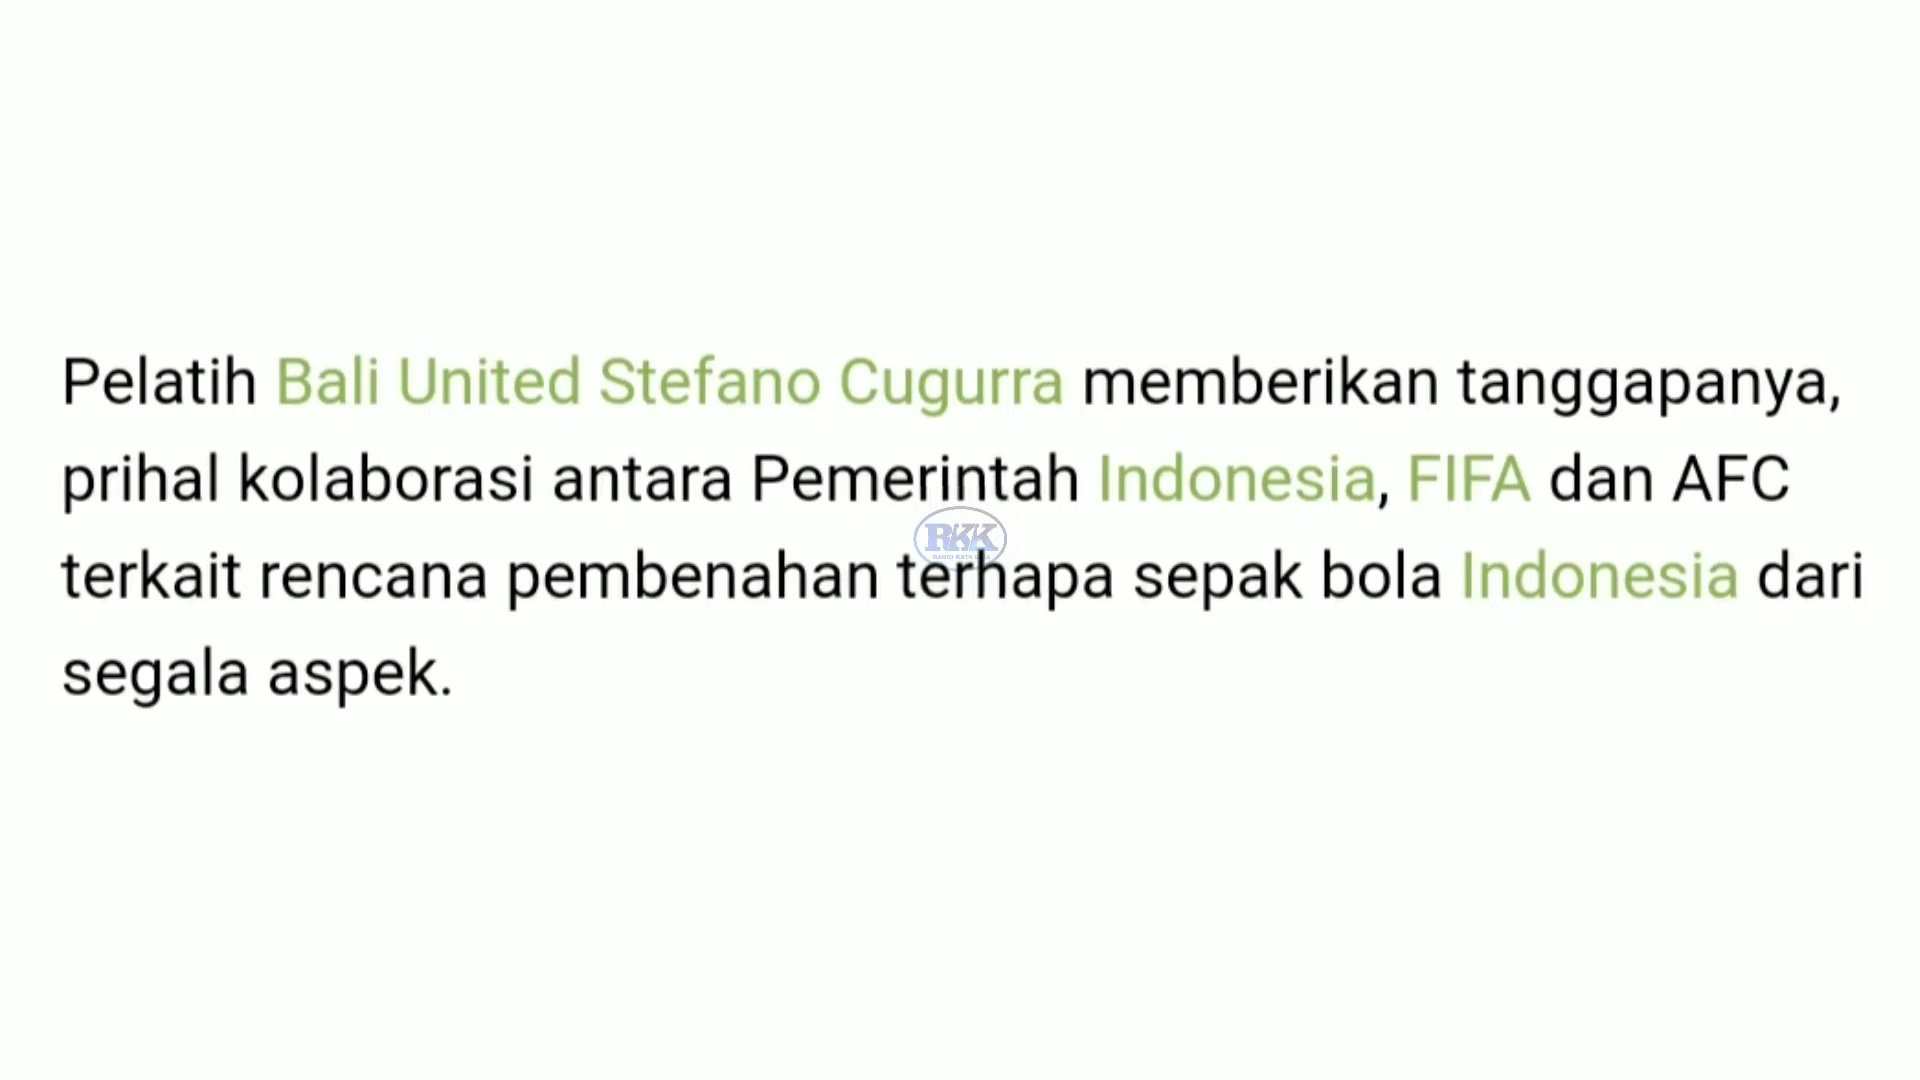 Pelatih Bali United Stefano Cugurra memberikan tanggapanya,
prihal kolaborasi antara Pemerintah Indonesia, FIFA dan AFC
RKK
terkait rencana pembenahan terhapa sepak bola Indonesia dari
segala aspek.